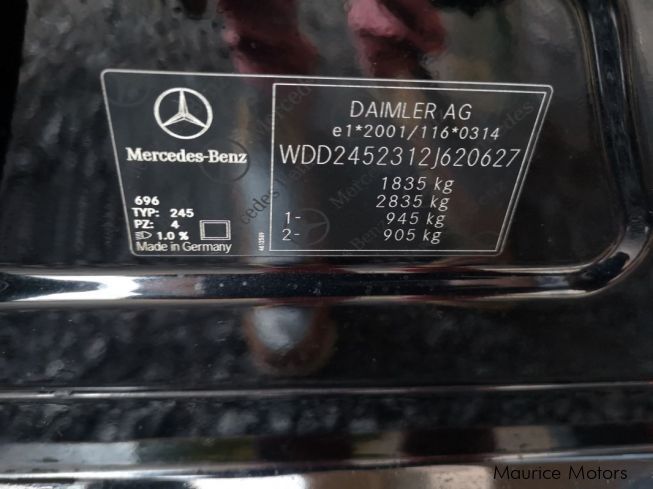 Mercedes-Benz
696
TYP: 245
PZ: 4
1.0 %
Made in Germany
4613589
DAIMLER AG
e1*2001/116*0314
WDD2452312J620627
1835 kg
2835 kg
1- 945 kg
2- 905 kg
Maurice Motors